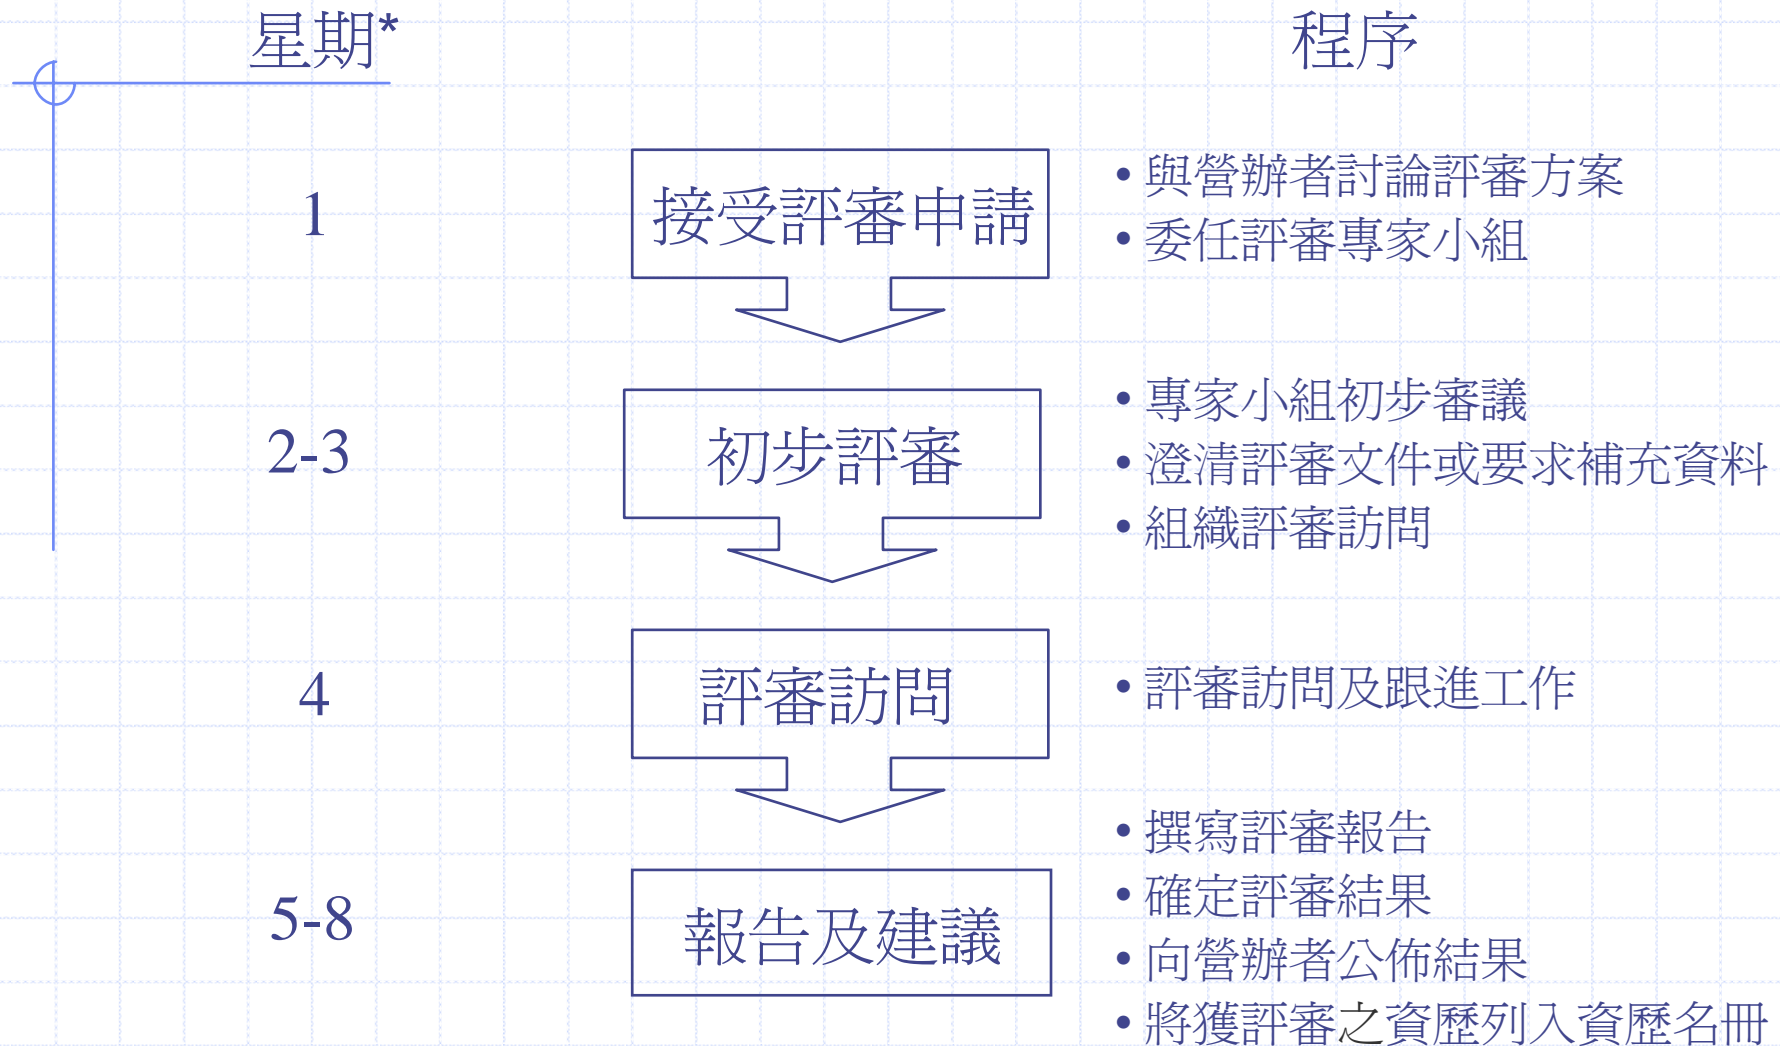 星期* 程序
1 接受評審申請
• 與營辦者討論評審方案
• 委任評審專家小組
2-3 初步評審
• 專家小組初步審議
• 澄清評審文件或要求補充資料
• 組織評審訪問
4 評審訪問
• 評審訪問及跟進工作
5-8 報告及建議
• 撰寫評審報告
• 確定評審結果
• 向營辦者公佈結果
• 將獲評審之資歷列入資歷名冊